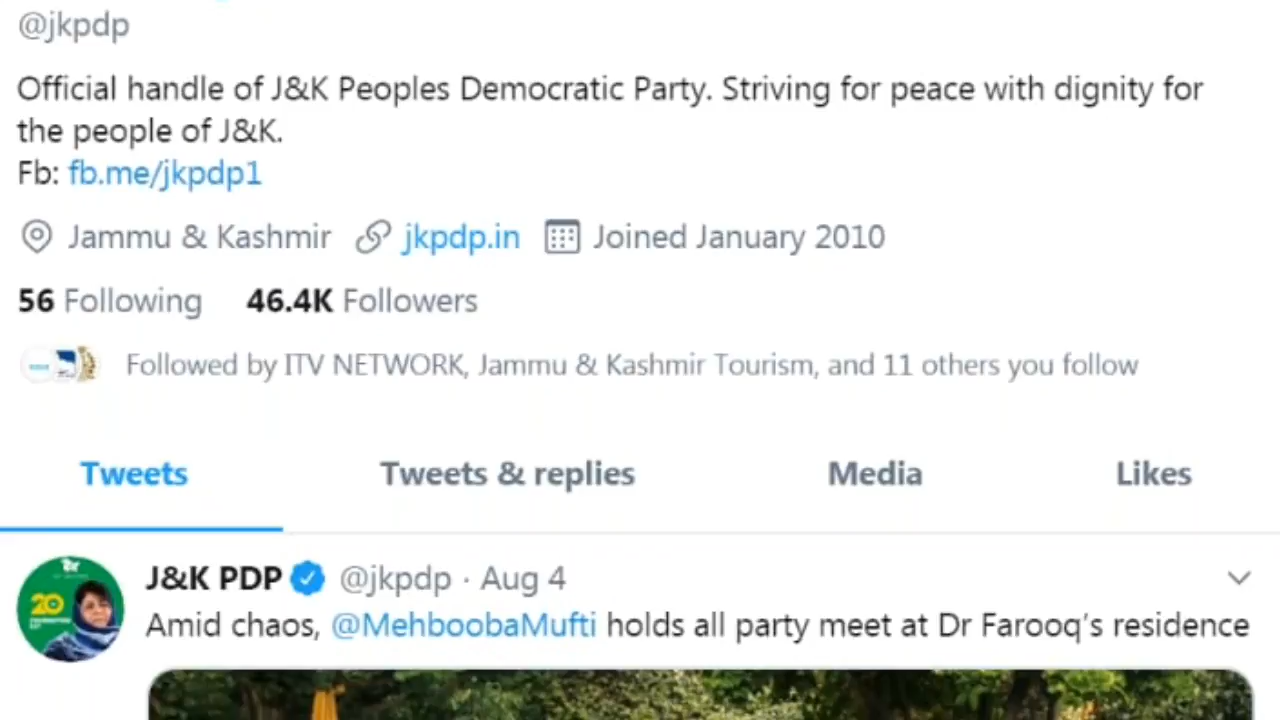 @jkpdp
Official handle of J&K Peoples Democratic Party. Striving for peace with dignity for
the people of J&K.
Fb: fb.me/jkpdp1
Jammu & Kashmir jkpdp.in Joined January 2010
56 Following 46.4K Followers
Followed by ITV NETWORK, Jammu & Kashmir Tourism, and 11 others you follow
Tweets Tweets & replies Media Likes
J&K PDP @jkpdp · Aug 4
20
Amid chaos, @MehboobaMufti holds all party meet at Dr Farooq's residence